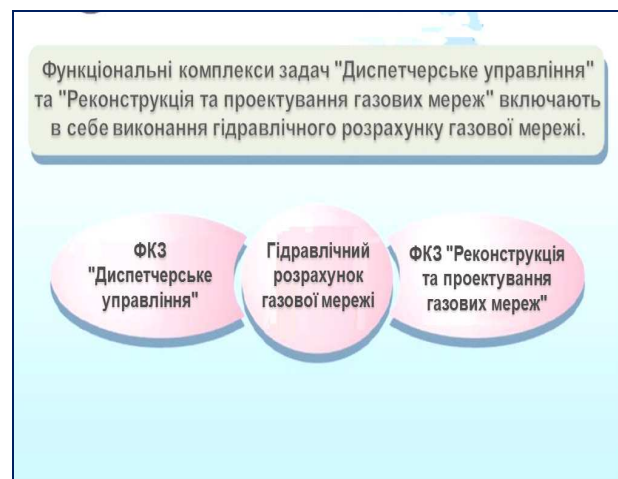 Функціональні комплекси задач "Диспетчерське управління"
та "Реконструкція та проектування газових мереж" включають
в себе виконання гідравлічного розрахунку газової мережі.
ФКЗ
"Диспетчерське
управління"
Гідравлічний
розрахунок
газової мережі
ФКЗ "Реконструкція
та проектування
газових мереж"